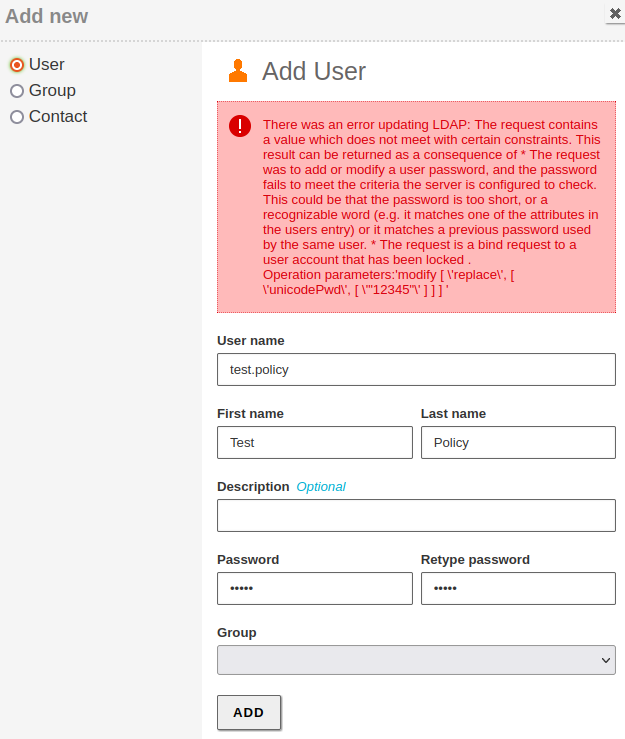 Add new
User
Group
Contact
Add User
There was an error updating LDAP: The request contains
a value which does not meet with certain constraints. This
result can be returned as a consequence of * The request
was to add or modify a user password, and the password
fails to meet the criteria the server is configured to check.
This could be that the password is too short, or a
recognizable word (e.g. it matches one of the attributes in
the users entry) or it matches a previous password used
by the same user. * The request is a bind request to a
user account that has been locked .
Operation parameters:'modify [ \'replace\', [
\'unicodePwd\', [ \'"12345"\' ] ] ] '
User name
test.policy
First name Last name
Test Policy
Description Optional
Password Retype password
••••• •••••
Group
ADD